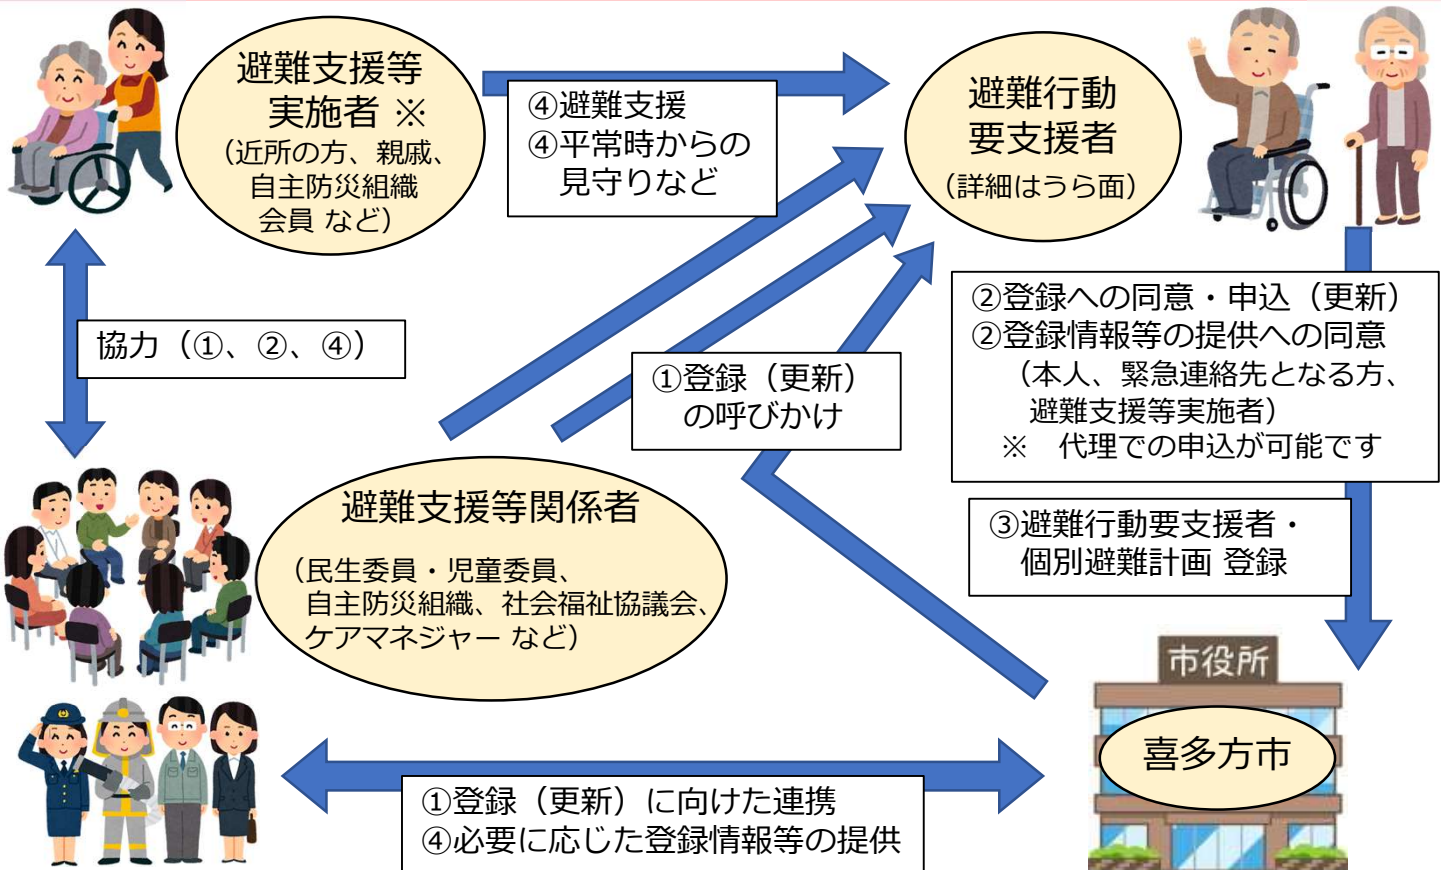 避難支援等
実施者 ※
（近所の方、親戚、
自主防災組織
会員 など）
④避難支援
④平常時からの
見守りなど
避難行動
要支援者
（詳細はうら面）
協力（①、②、④）
①登録（更新）
の呼びかけ
②登録への同意・申込（更新）
②登録情報等の提供への同意
（本人、緊急連絡先となる方、
避難支援等実施者）
※　代理での申込が可能です
③避難行動要支援者・
個別避難計画 登録
避難支援等関係者
（民生委員・児童委員、
自主防災組織、社会福祉協議会、
ケアマネジャー など）
市役所
喜多方市
①登録（更新）に向けた連携
④必要に応じた登録情報等の提供